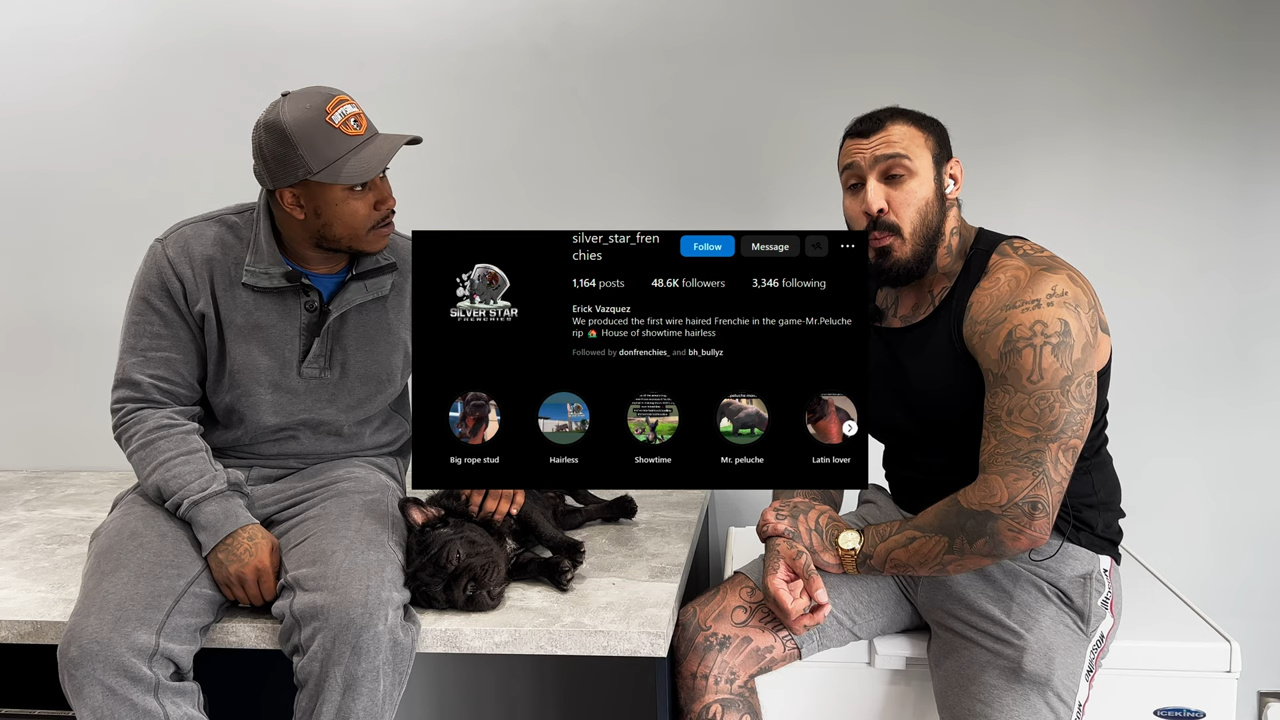 silver_star_fren
chies
Follow
Message
1,164 posts
48.6K followers
3,346 following
Erick Vazquez
We produced the first wire haired Frenchie in the game-Mr.Peluche
rip 🏠 House of showtime hairless
Followed by donfrenchies_ and bh_bullyz
SILVER STAR
FRENCHIES
Big rope stud
Hairless
Showtime
Mr. peluche
Latin lover
MOSCHINO
ICEKING